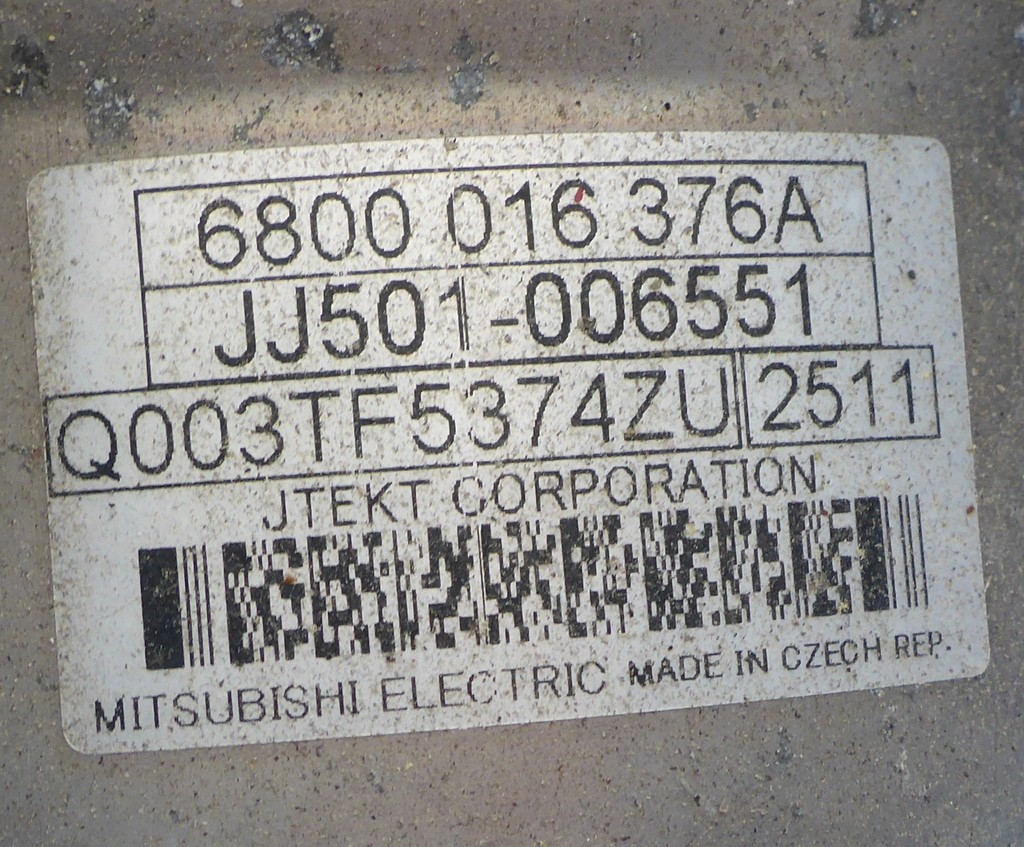 6800 016 376A
JJ501-006551
Q003TF5374ZU 2511
JTEKT CORPORATION
MITSUBISHI ELECTRIC MADE IN CZECH REP.